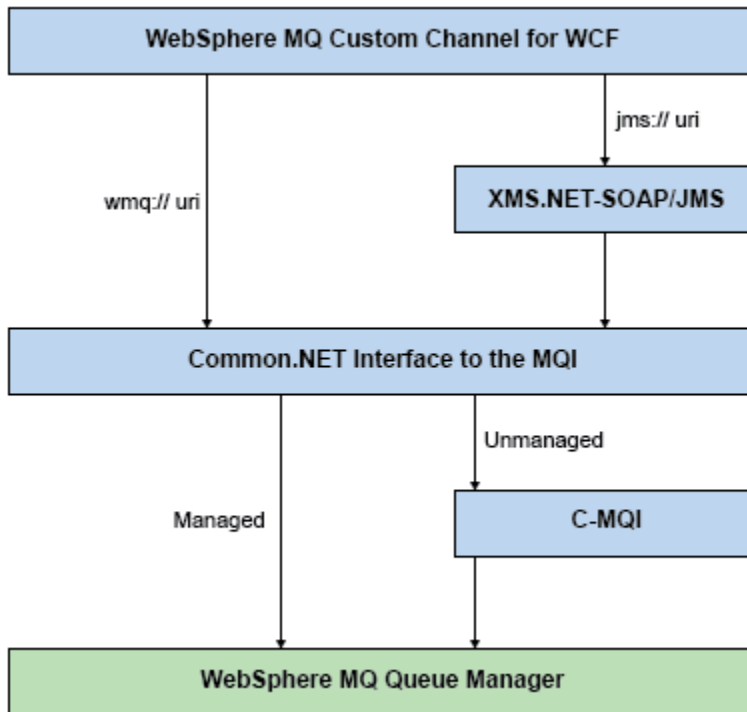 WebSphere MQ Custom Channel for WCF
jms:// uri
wmq:// uri
XMS.NET-SOAP/JMS
Common.NET Interface to the MQI
Unmanaged
Managed
C-MQI
WebSphere MQ Queue Manager